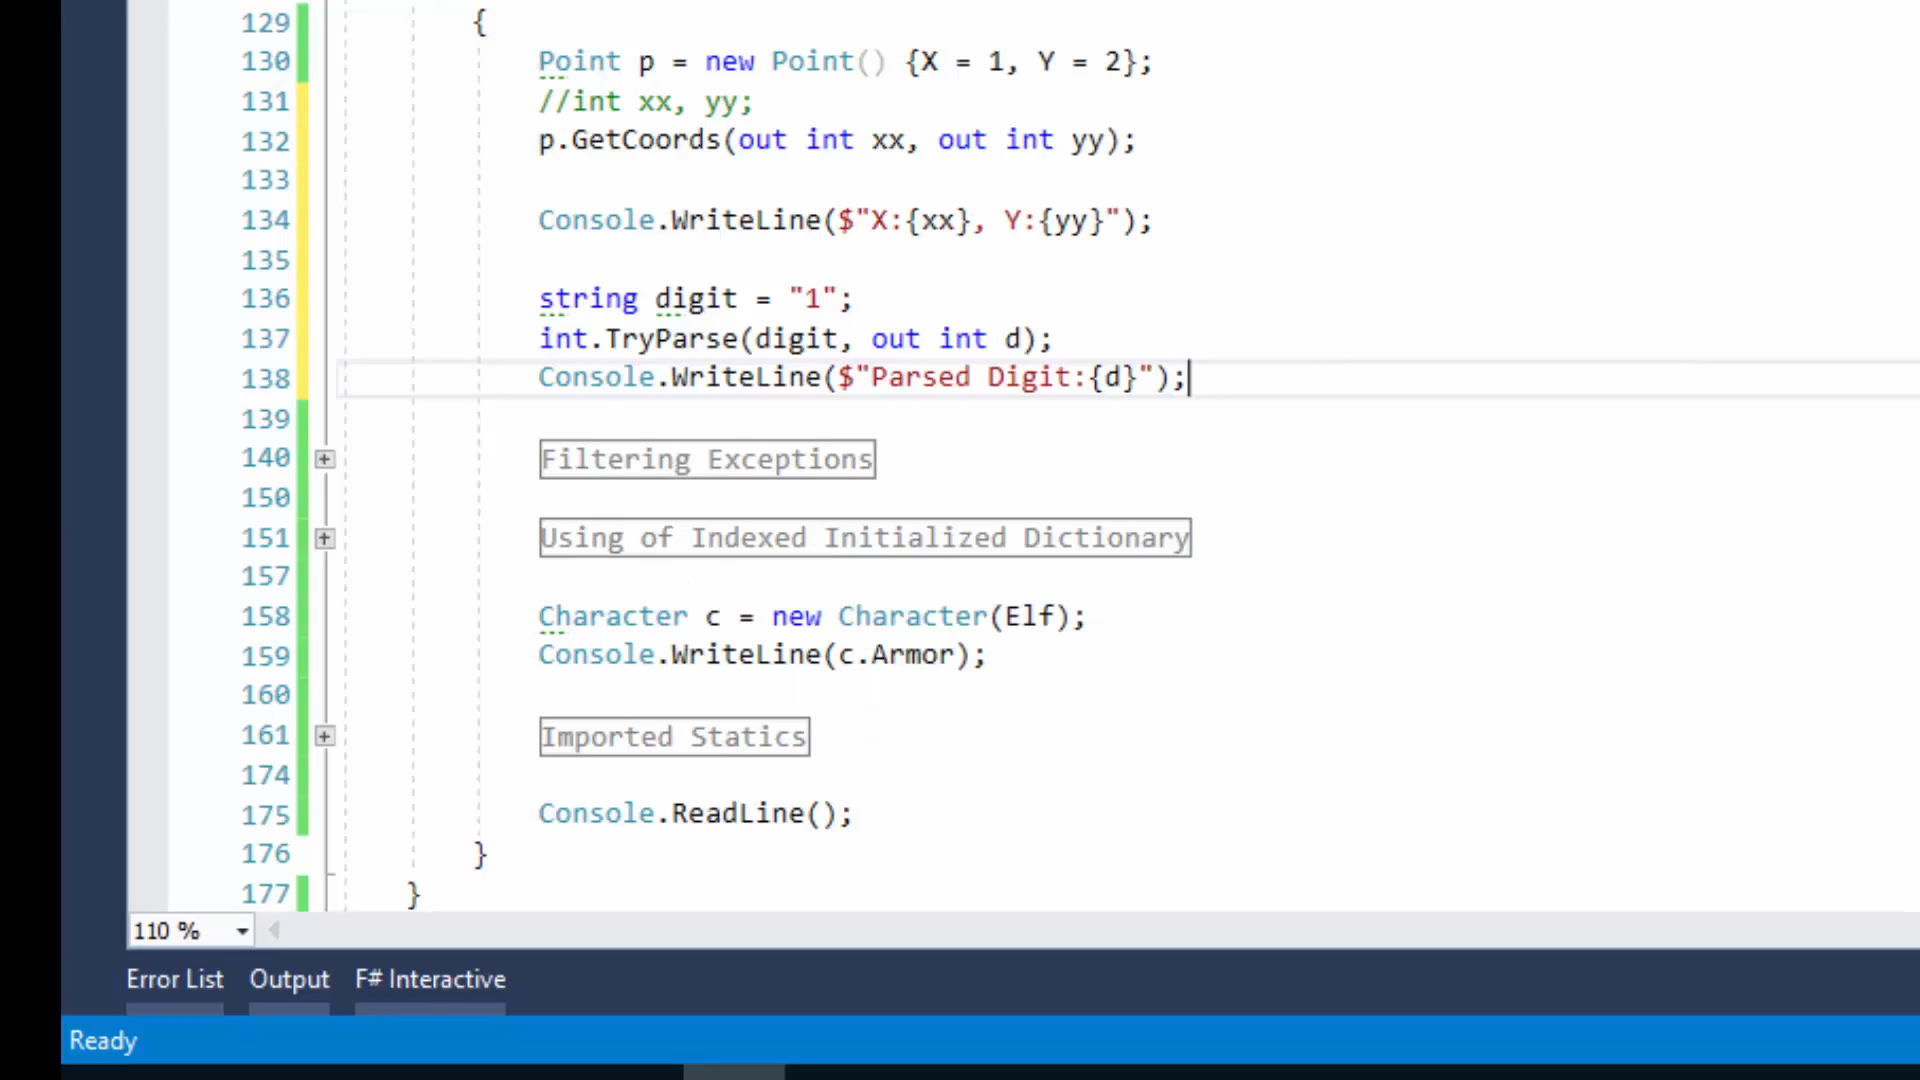 129 {
130 Point p = new Point() {X = 1, Y = 2};
131 //int xx, yy;
132 p.GetCoords(out int xx, out int yy);
133
134 Console.WriteLine($"X:{xx}, Y:{yy}");
135
136 string digit = "1";
137 int.TryParse(digit, out int d);
138 Console.WriteLine($"Parsed Digit:{d}");
139
140 Filtering Exceptions
150
151 Using of Indexed Initialized Dictionary
157
158 Character c = new Character(Elf);
159 Console.WriteLine(c.Armor);
160
161 Imported Statics
174
175 Console.ReadLine();
176 }
177 }
110 %
Error List Output F# Interactive
Ready